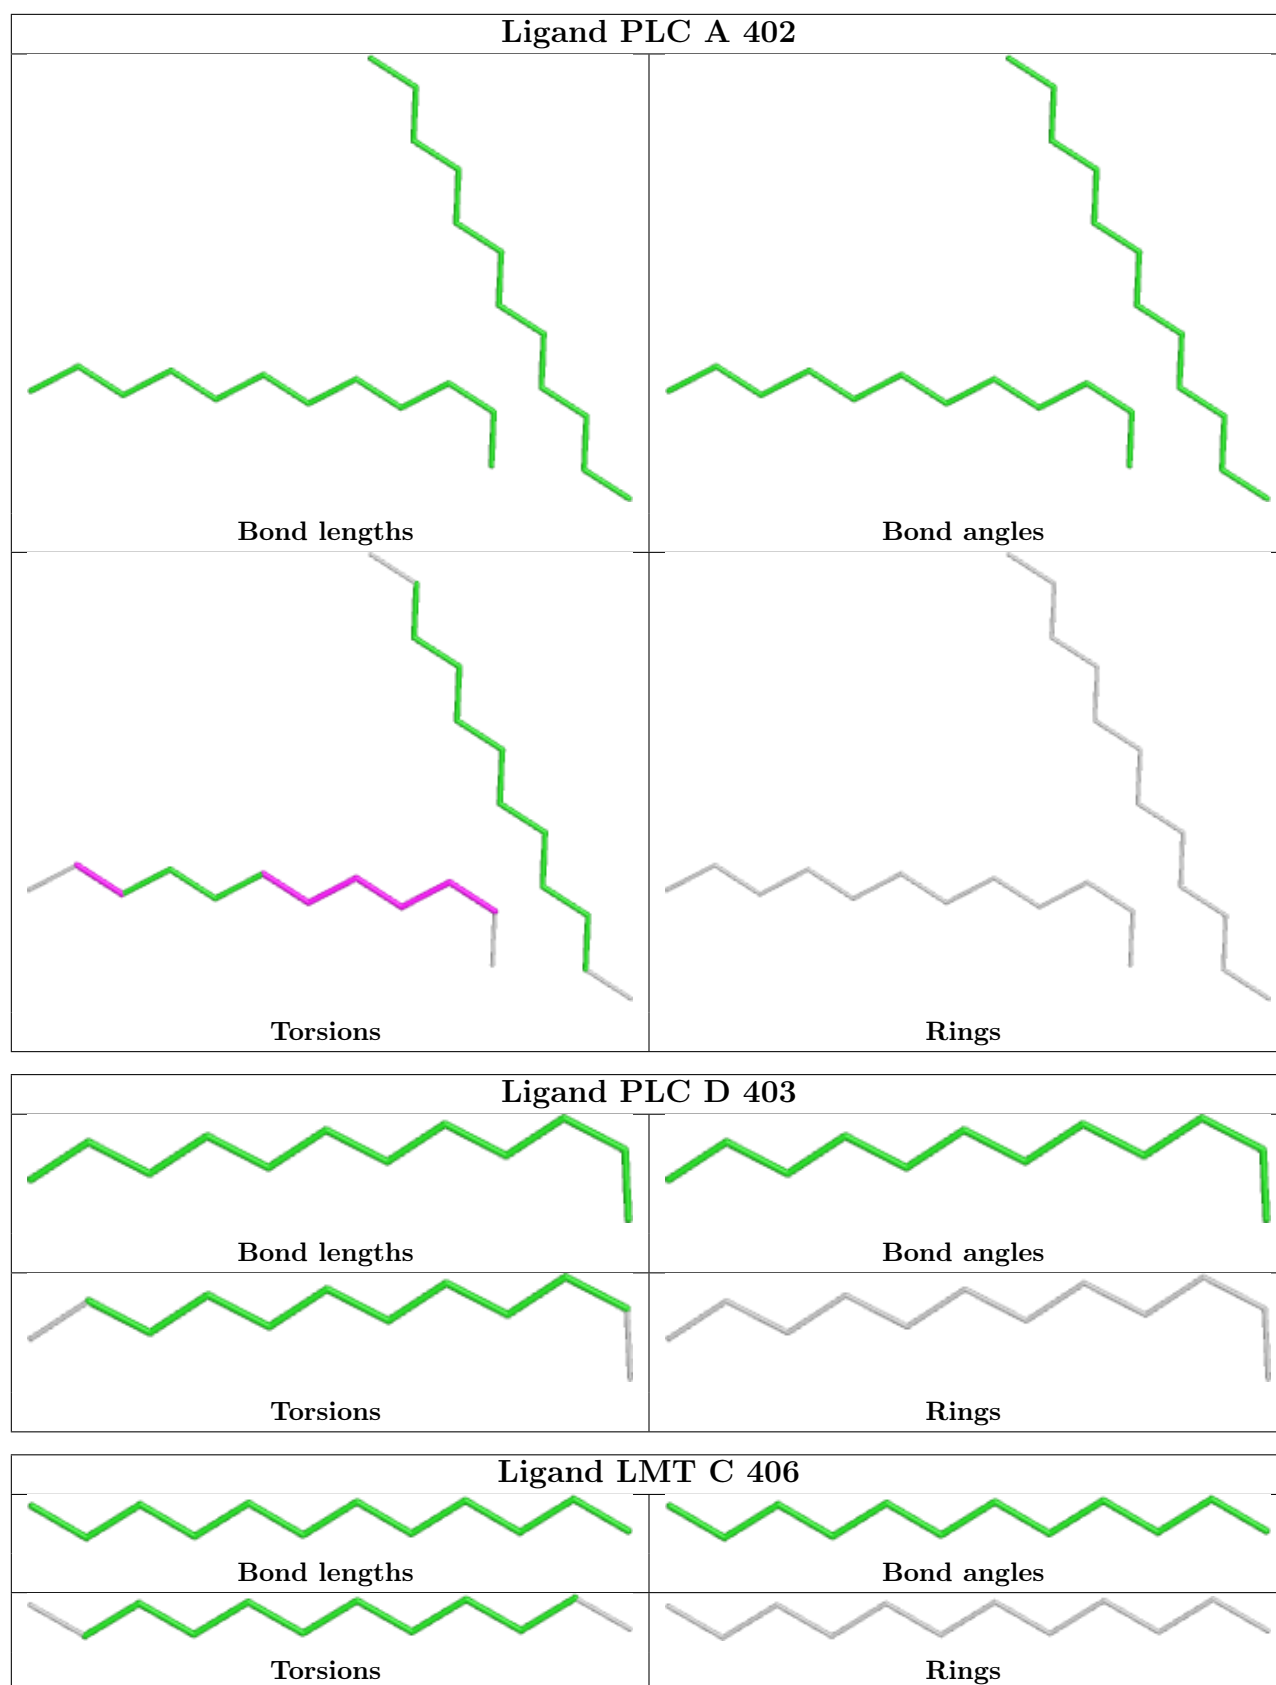 Ligand PLC A 402
Bond lengths
Bond angles
Torsions
Rings
Ligand PLC D 403
Bond lengths
Bond angles
Torsions
Rings
Ligand LMT C 406
Bond lengths
Bond angles
Torsions
Rings